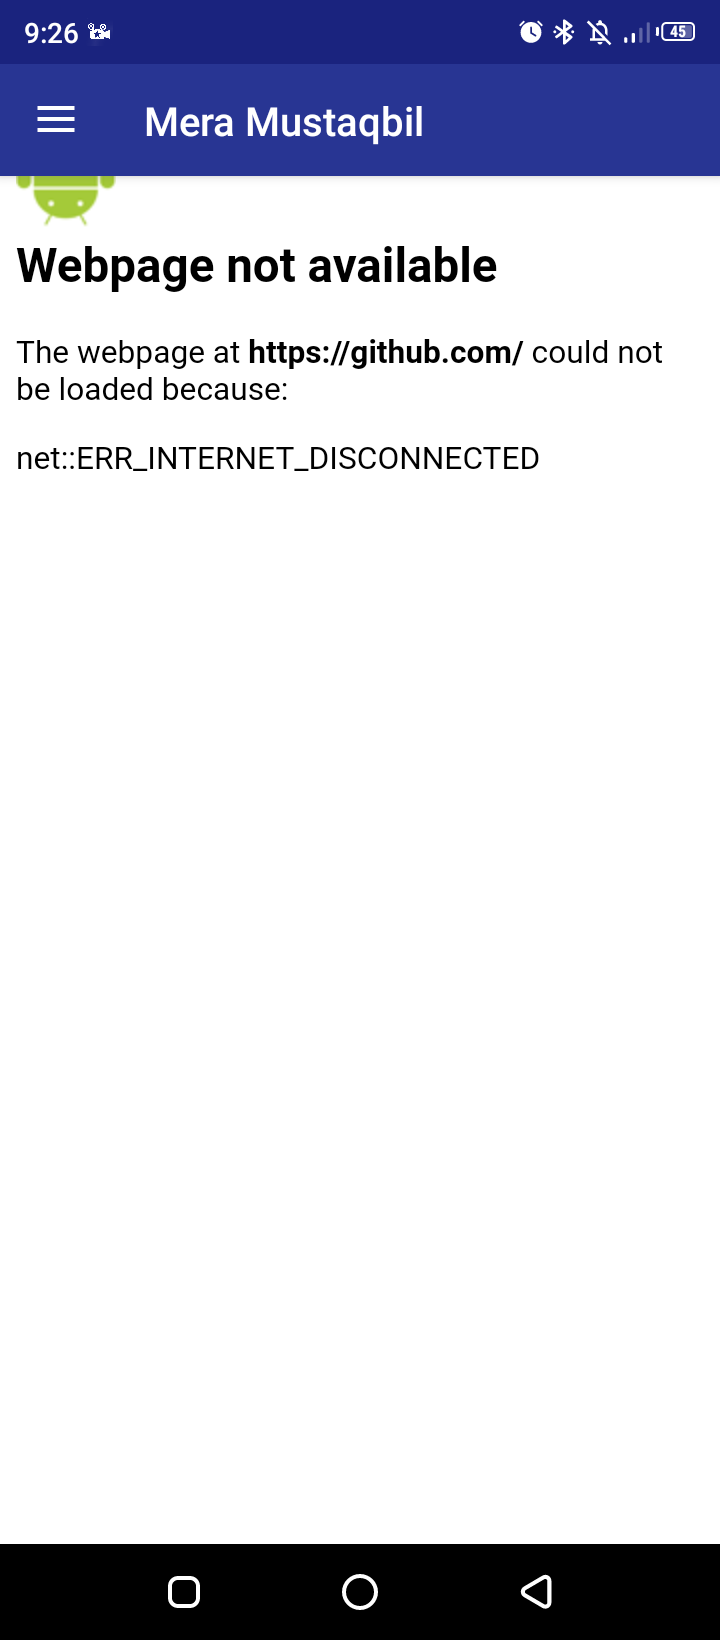 9:26
45
Mera Mustaqbil
Webpage not available
The webpage at https://github.com/ could not
be loaded because:
net::ERR_INTERNET_DISCONNECTED